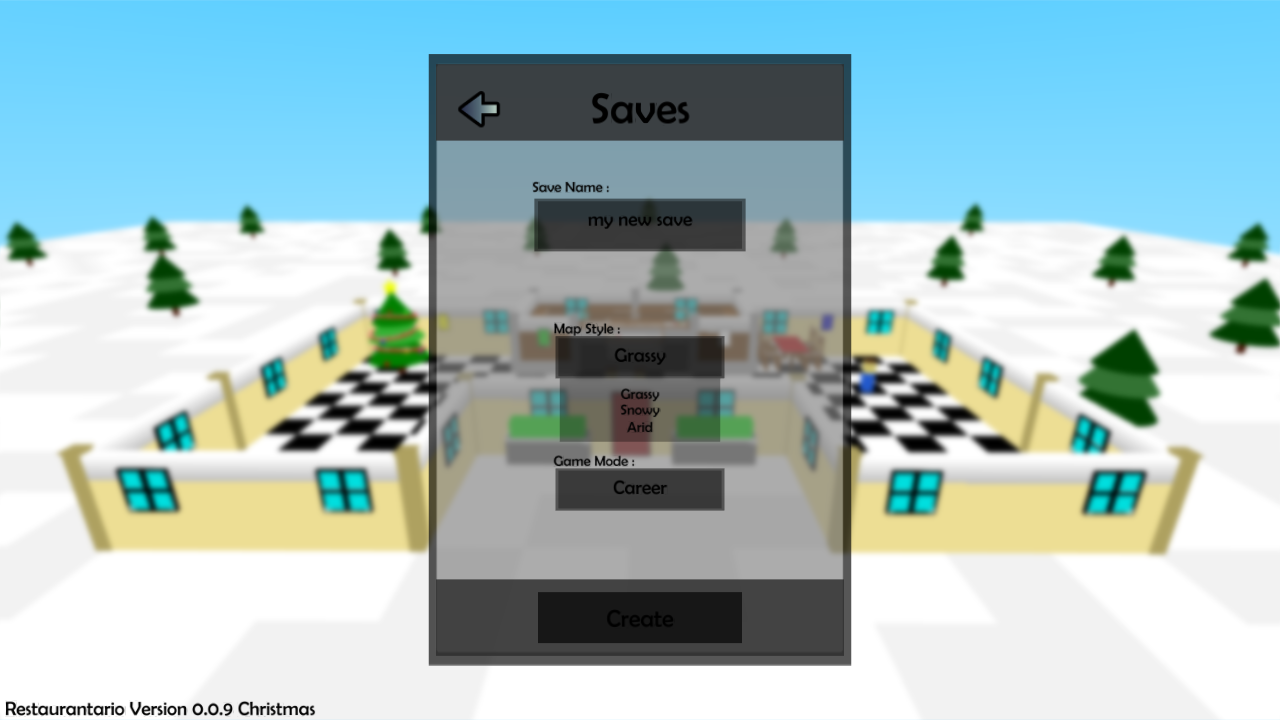 Saves
Save Name :
my new save
Map Style :
Grassy
Grassy
Snowy
Arid
Game Mode :
Career
Create
Restaurantario Version 0.0.9 Christmas